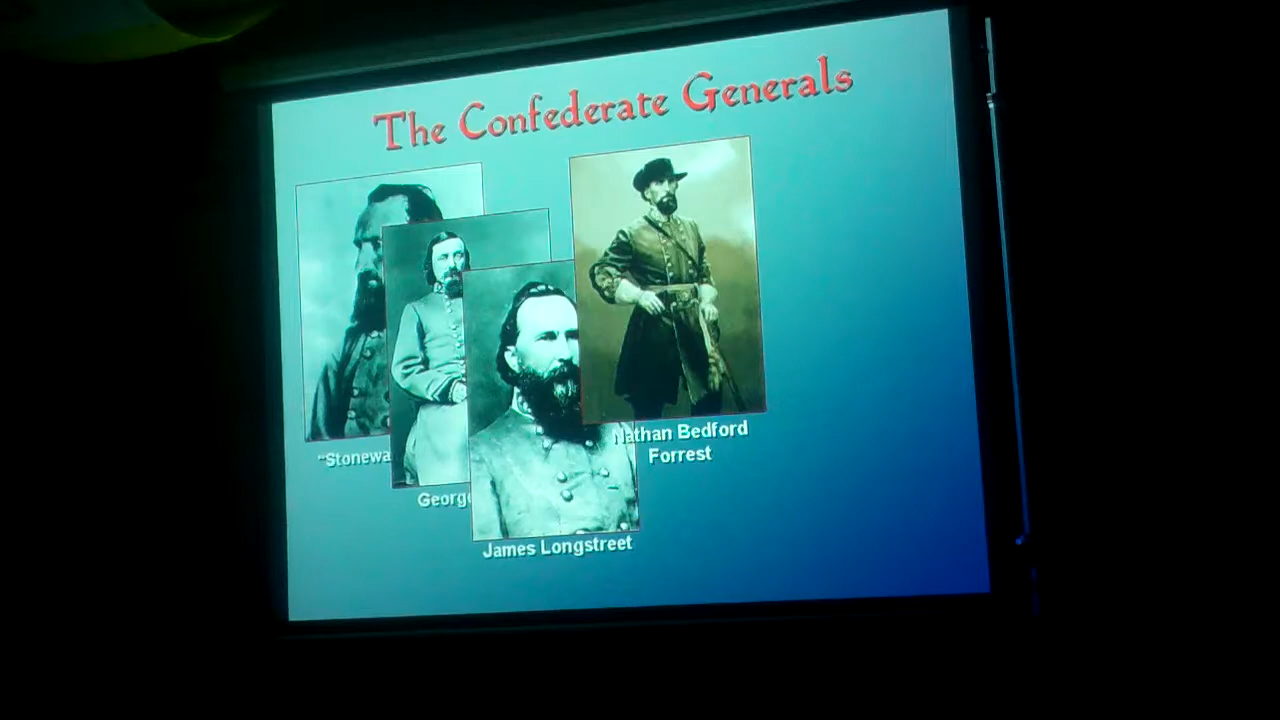 The Confederate Generals
"Stonewa
George
James Longstreet
Nathan Bedford
Forrest